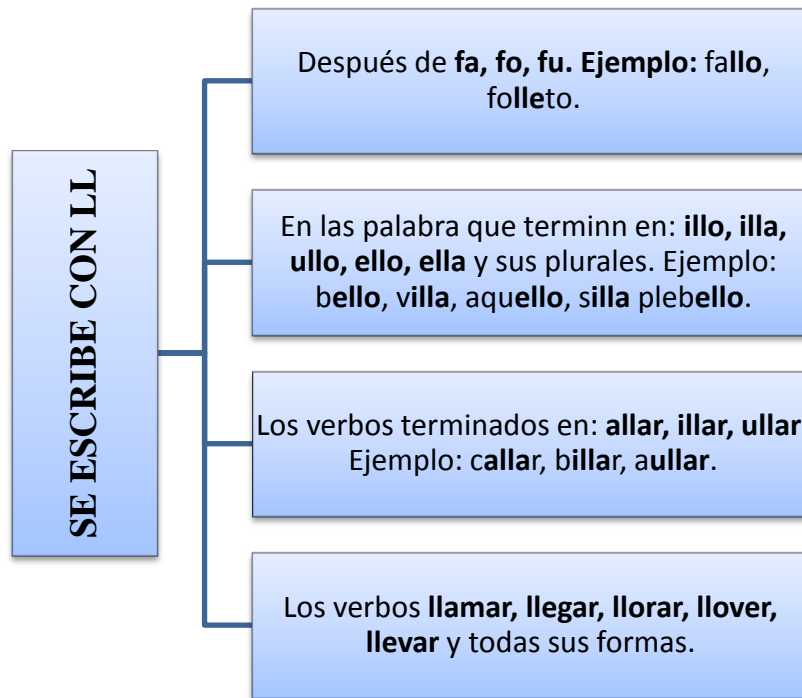 SE ESCRIBE CON LL
Después de fa, fo, fu. Ejemplo: fallo,
folleto.
En las palabra que terminn en: illo, illa,
ullo, ello, ella y sus plurales. Ejemplo:
bello, villa, aquello, silla plebello.
Los verbos terminados en: allar, illar, ullar
Ejemplo: callar, billar, aullar.
Los verbos llamar, llegar, llorar, llover,
llevar y todas sus formas.